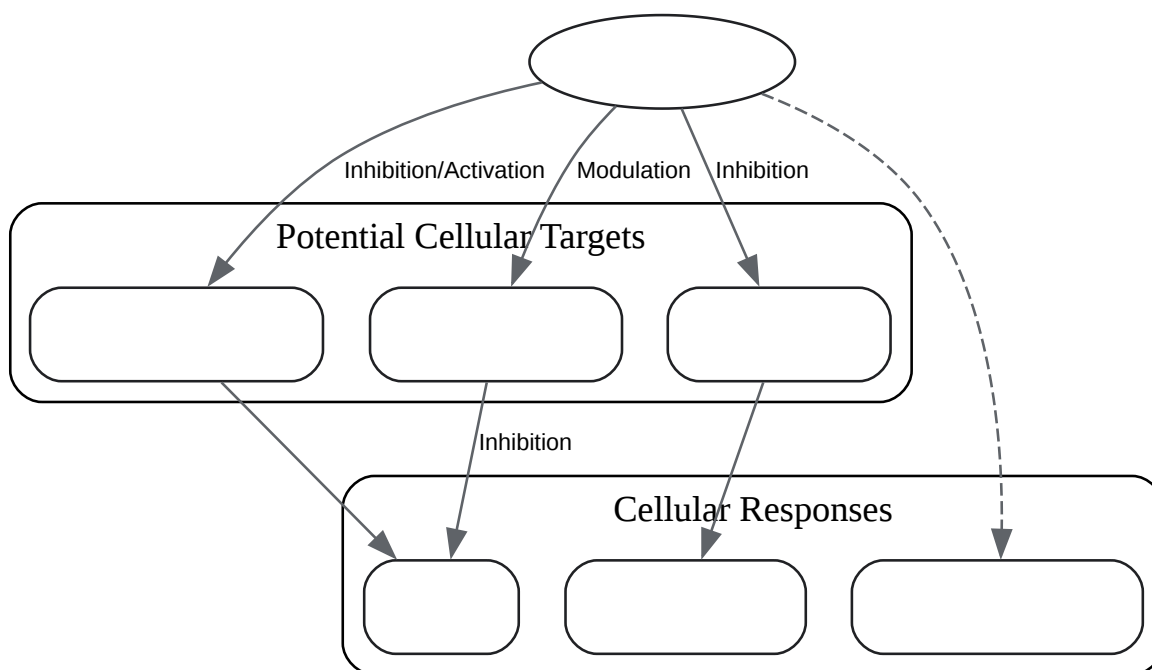 Inhibition/Activation
Modulation
Inhibition
Potential Cellular Targets
Inhibition
Cellular Responses